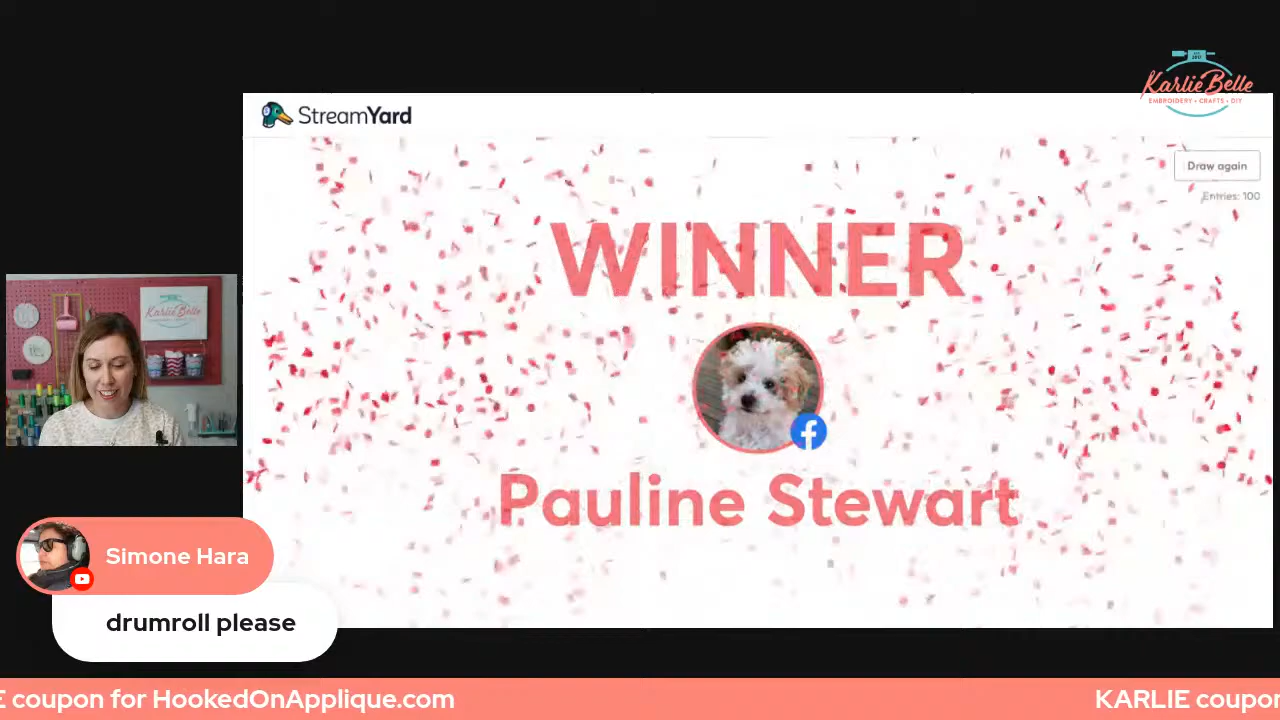 KarlieBelle
EMBROIDERY • CRAFTS • DIY
StreamYard
Draw again
Entries: 100
WINNER
Pauline Stewart
KarlieBelle
Simone Hara
drumroll please
E coupon for HookedOnApplique.com
KARLIE coupon